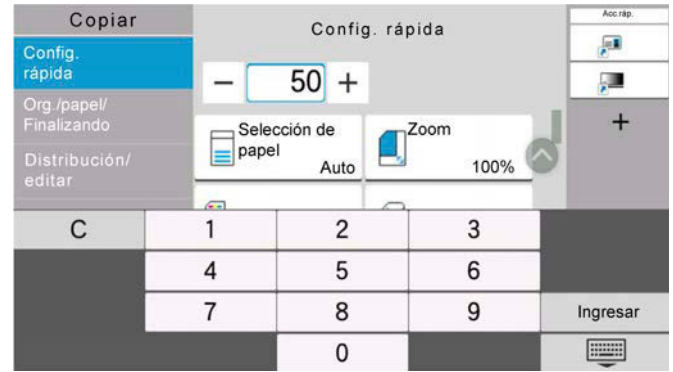 Copiar
Config.
rápida
Org./papel/
Finalizando
Distribución/
editar
Config. rápida
− 50 +
Selección de
papel
Auto
Zoom
100%
Acc.ráp.
+
C 1 2 3
4 5 6
7 8 9 Ingresar
0